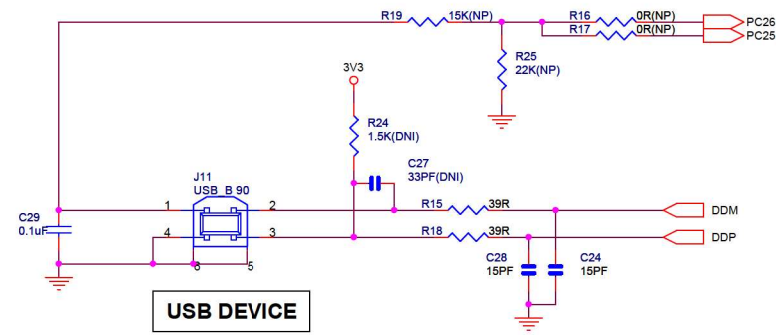 R19 15K(NP) R16 0R(NP) PC26
R17 0R(NP) PC25
R25
22K(NP)
3V3
R24
1.5K(DNI)
C27
33PF(DNI)
J11
USB_B 90
C29
0.1uF
1 2 R15 39R DDM
4 3 R18 39R DDP
6 5
C28 C24
15PF 15PF
USB DEVICE